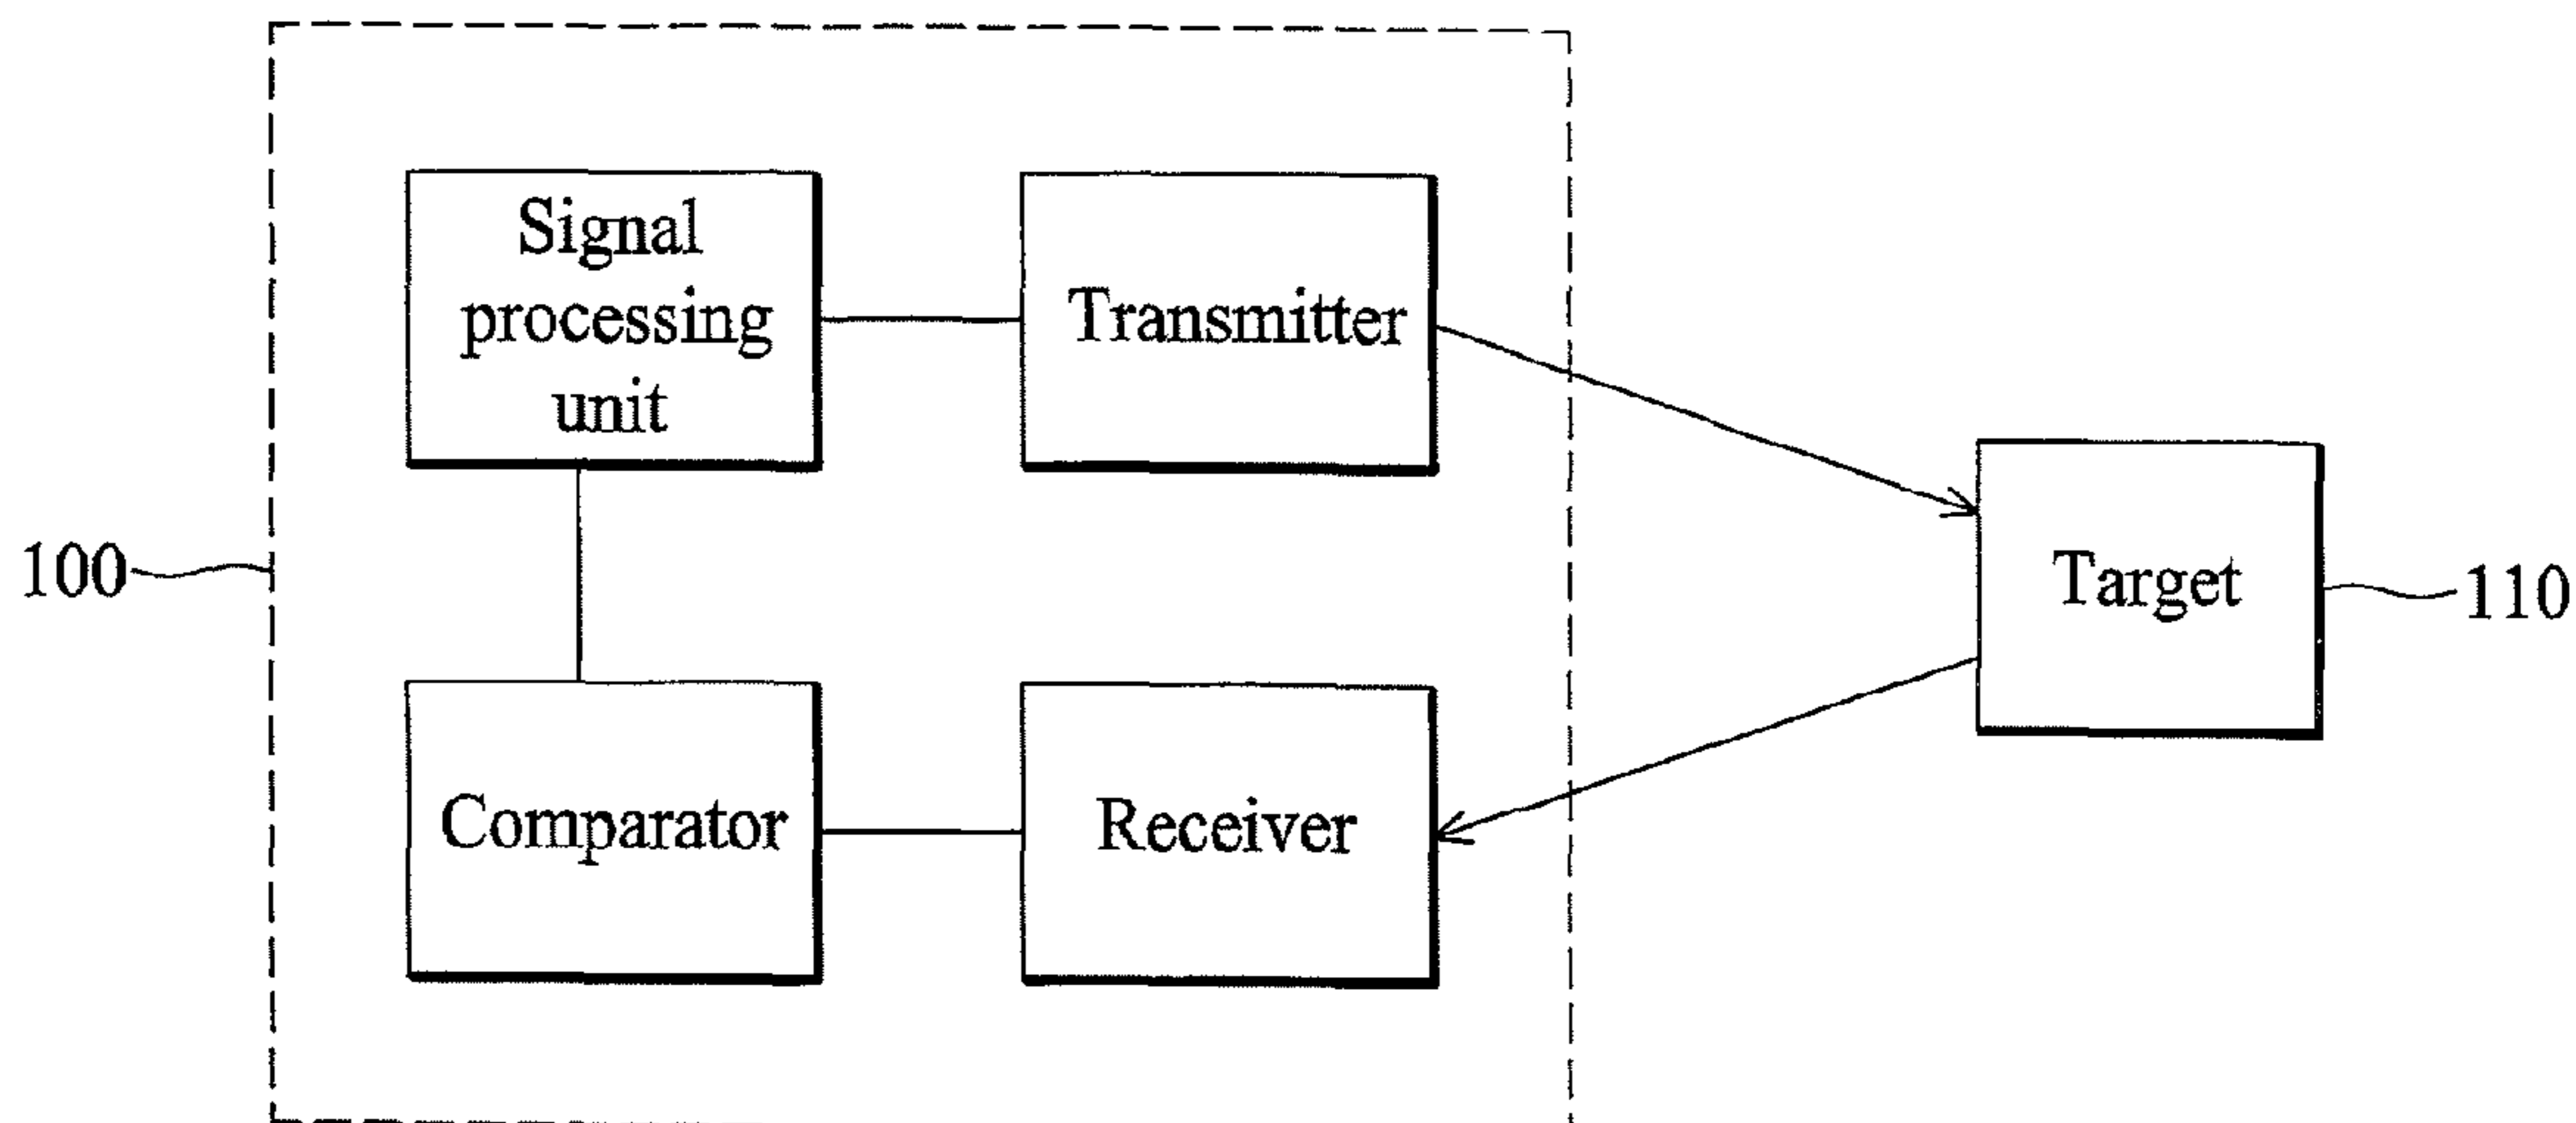 Signal
processing
unit
Transmitter
100
Target
110
Comparator
Receiver